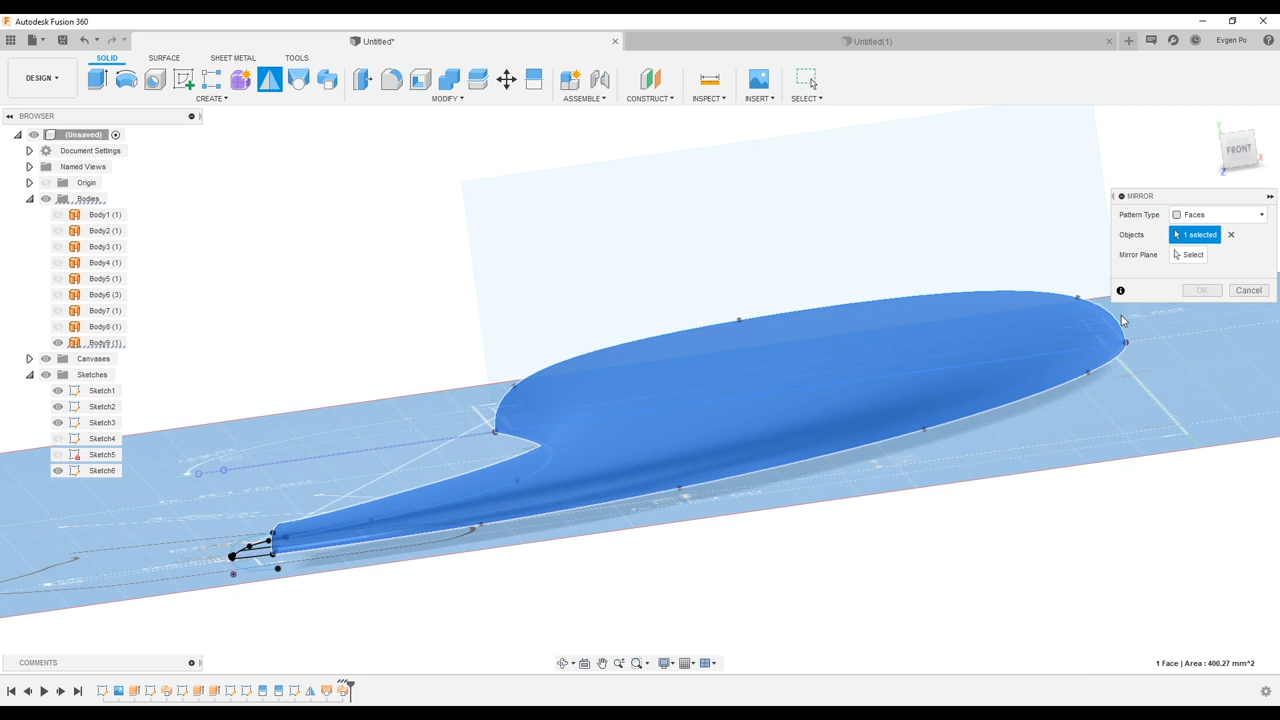 Autodesk Fusion 360
Untitled*
Untitled(1)
Evgen Po
SOLID
SURFACE
SHEET METAL
TOOLS
DESIGN
CREATE
MODIFY
ASSEMBLE
CONSTRUCT
INSPECT
INSERT
SELECT
BROWSER
(Unsaved)
Document Settings
Named Views
Origin
Bodies
Body1 (1)
Body2 (1)
Body3 (1)
Body4 (1)
Body5 (1)
Body6 (3)
Body7 (1)
Body8 (1)
Body9 (1)
Canvases
Sketches
Sketch1
Sketch2
Sketch3
Sketch4
Sketch5
Sketch6
Y
FRONT
X
Z
MIRROR
Pattern Type
Faces
Objects
1 selected
Mirror Plane
Select
OK
Cancel
COMMENTS
1 Face | Area : 400.27 mm^2